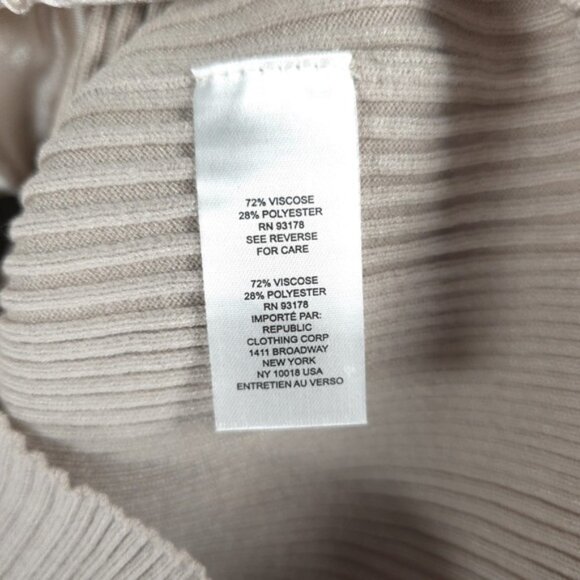 72% VISCOSE
28% POLYESTER
RN 93178
SEE REVERSE
FOR CARE
72% VISCOSE
28% POLYESTER
RN 93178
IMPORTÉ PAR:
REPUBLIC
CLOTHING CORP
1411 BROADWAY
NEW YORK
NY 10018 USA
ENTRETIEN AU VERSO